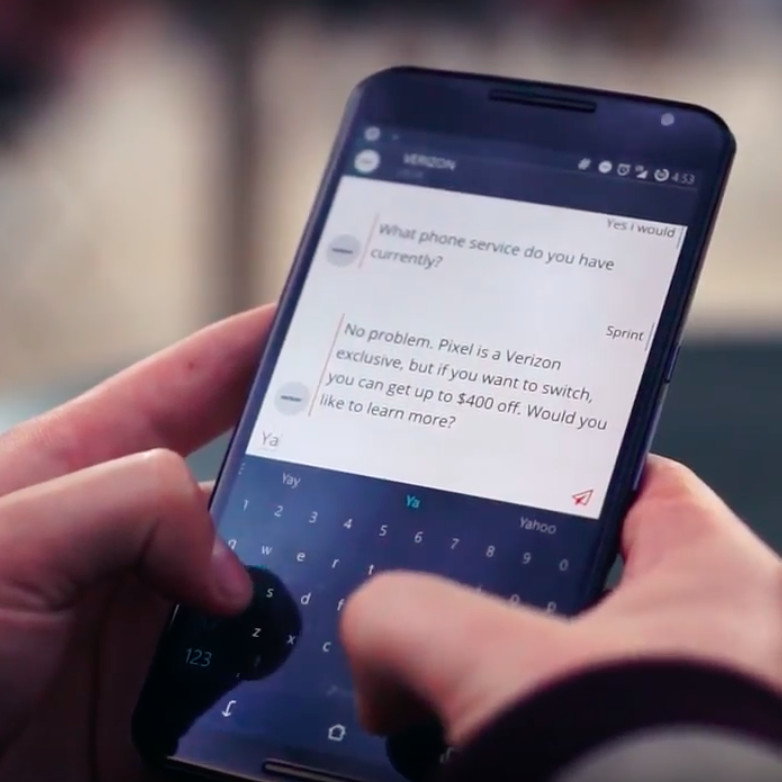 VERIZON
4:53
Yes i would
What phone service do you have
currently?
Sprint
No problem. Pixel is a Verizon
exclusive, but if you want to switch,
you can get up to $400 off. Would you
like to learn more?
Ya
Yay Ya Yahoo
1 2 3 4 5 6 7 8 9 0
q w e r t o p
s d f
z x c
123